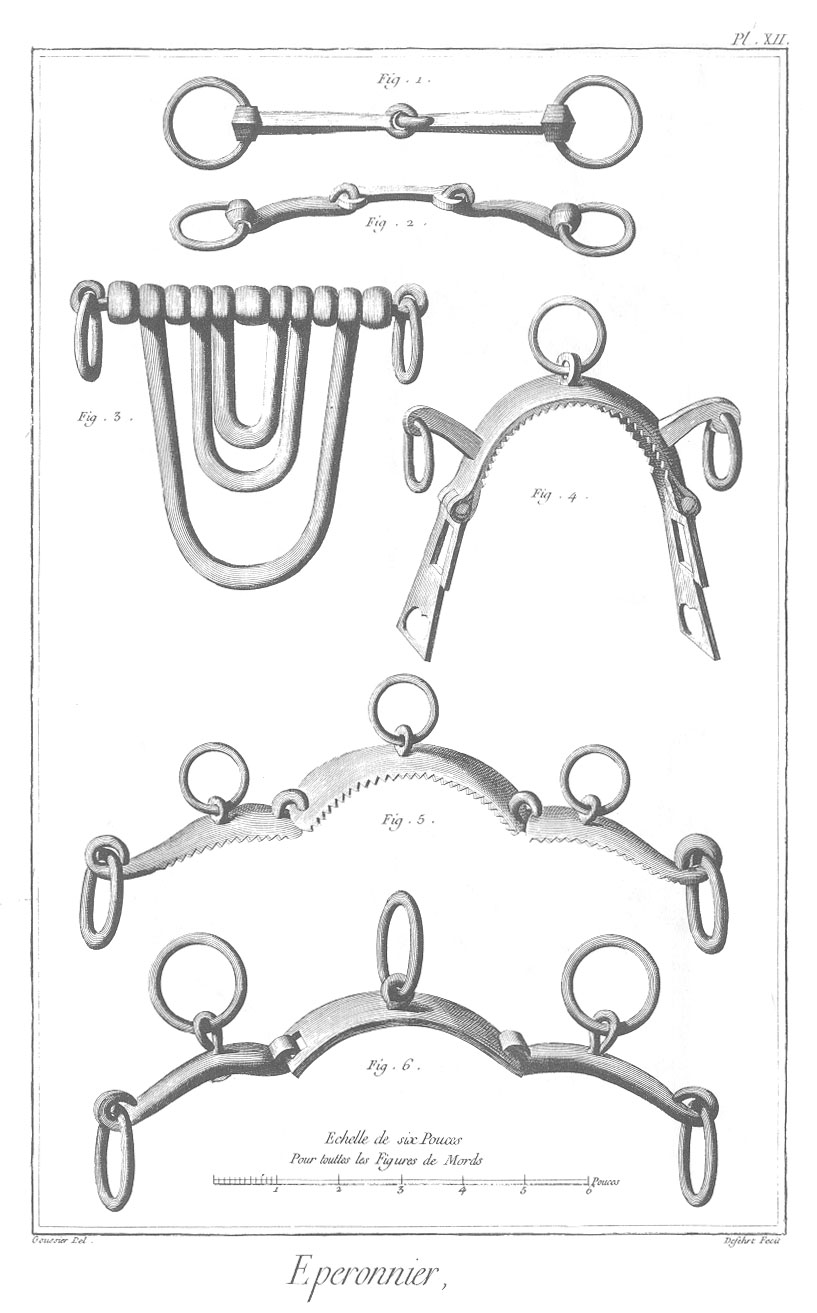 Pl. XII.
Fig. 1.
Fig. 2.
Fig. 3.
Fig. 4.
Fig. 5.
Fig. 6.
Echelle de six Pouces
Pour touttes les Figures de Mords
1 2 3 4 5 6 Pouces
Goussier Del.
Defehrt Fecit
Eperonnier,